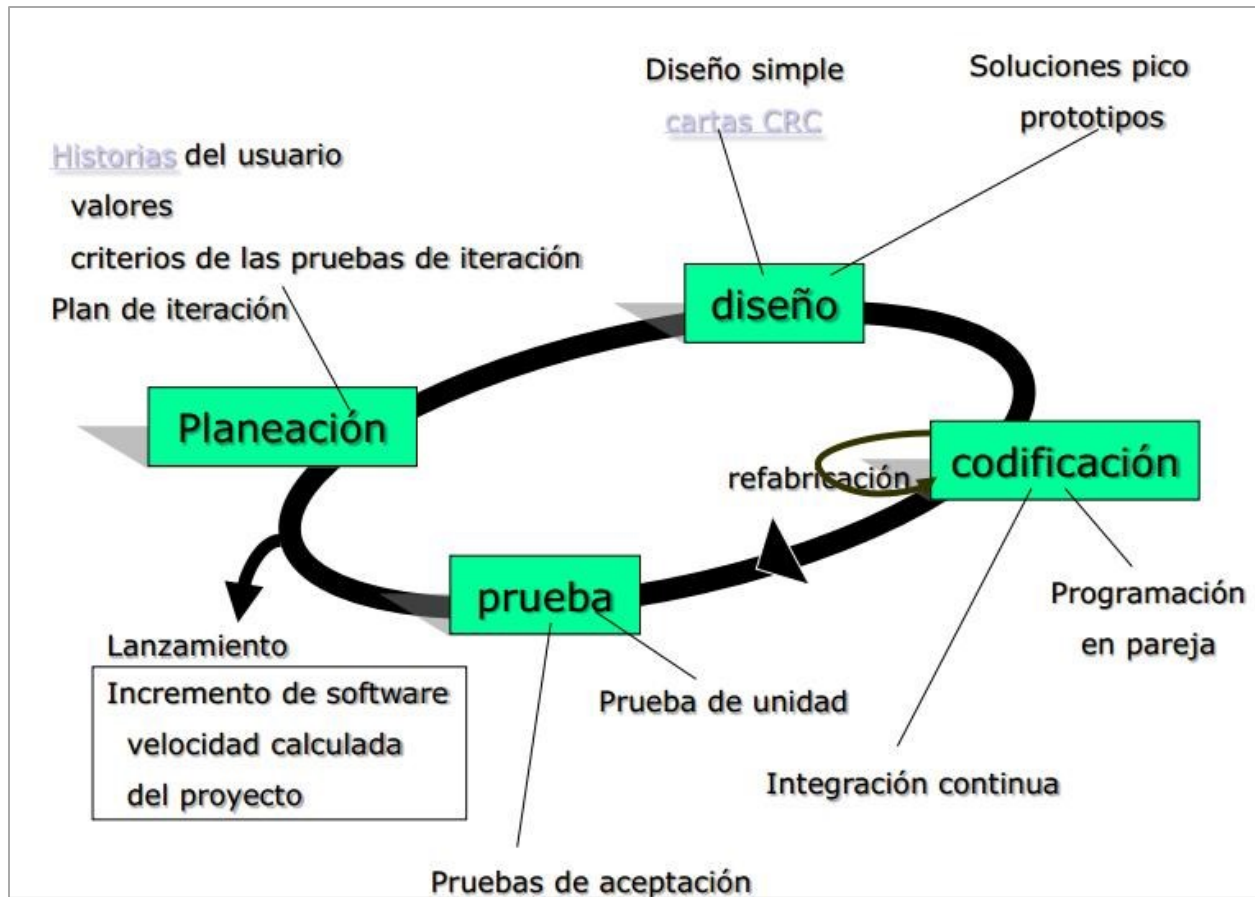 Diseño simple
cartas CRC
Soluciones pico
prototipos
Historias del usuario
valores
criterios de las pruebas de iteración
Plan de iteración
diseño
Planeación
codificación
refabricación
prueba
Programación
en pareja
Lanzamiento
Incremento de software
velocidad calculada
del proyecto
Prueba de unidad
Integración continua
Pruebas de aceptación